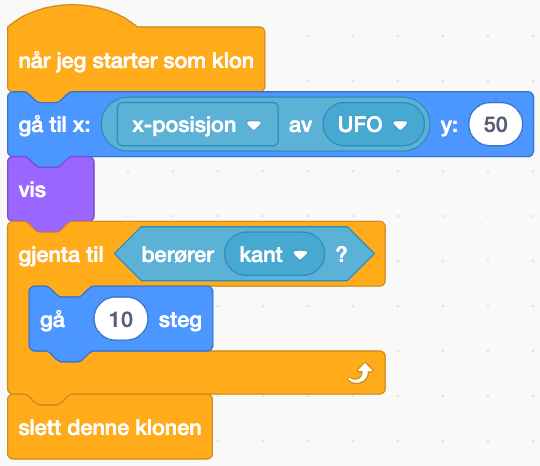 når jeg starter som klon
gå til x: x-posisjon av UFO y: 50
vis
gjenta til berører kant ?
gå 10 steg
slett denne klonen